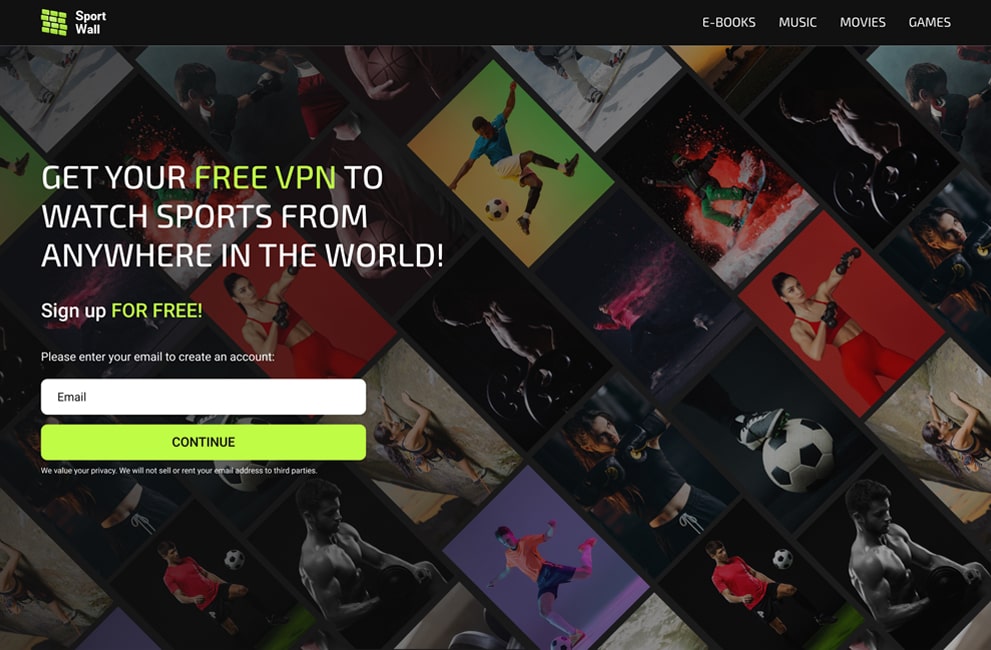 Sport
Wall
E-BOOKS MUSIC MOVIES GAMES
GET YOUR FREE VPN TO
WATCH SPORTS FROM
ANYWHERE IN THE WORLD!
Sign up FOR FREE!
Please enter your email to create an account:
Email
CONTINUE
We value your privacy. We will not sell or rent your email address to third parties.